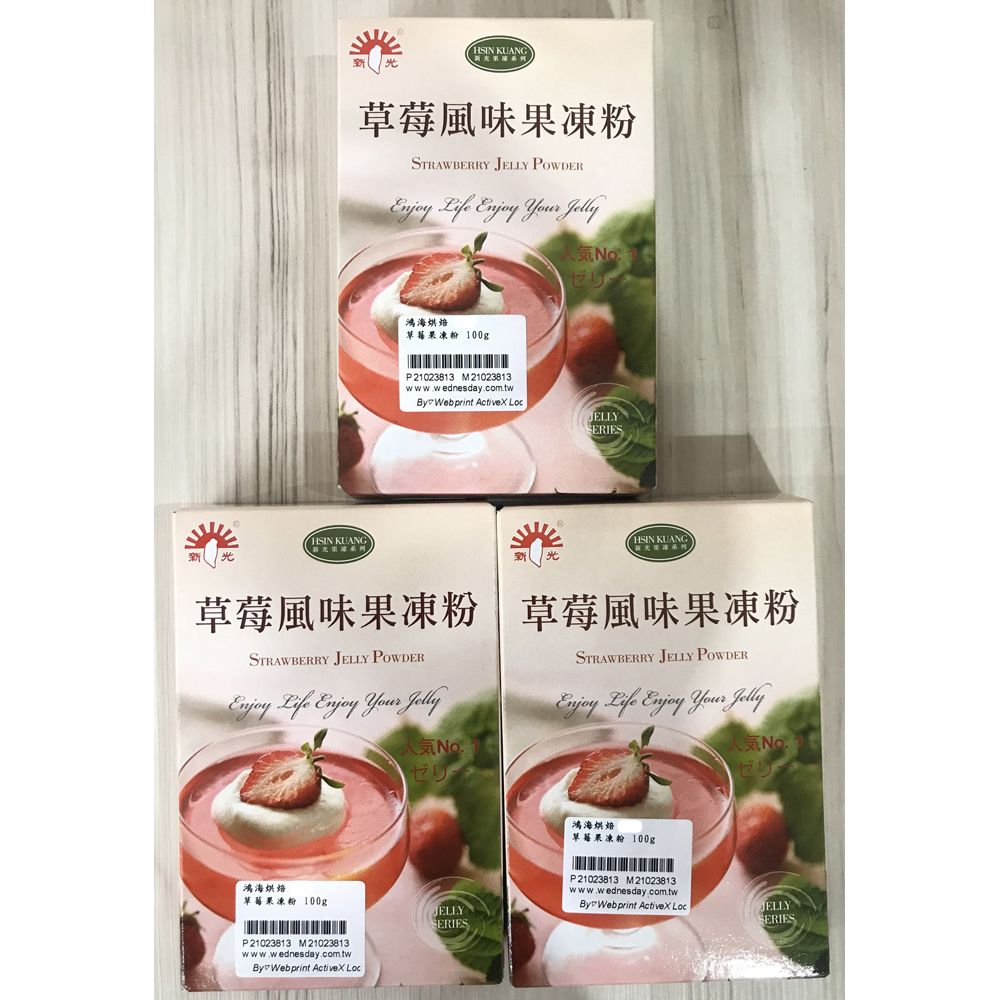 新光
HSIN KUANG
新光果凍系列
草莓風味果凍粉
STRAWBERRY JELLY POWDER
Enjoy Life Enjoy Your Jelly
人気No. 1
ゼリー
鴻海烘焙
草莓果凍粉 100g
P21023813 M21023813
www.wednesday.com.tw
By▽Webprint ActiveX Loc
JELLY
SERIES
新光
HSIN KUANG
新光果凍系列
草莓風味果凍粉
STRAWBERRY JELLY POWDER
Enjoy Life Enjoy Your Jelly
人気No. 1
ゼリー
鴻海烘焙
草莓果凍粉 100g
P21023813 M21023813
www.wednesday.com.tw
By▽Webprint ActiveX Loc
JELLY
SERIES
新光
HSIN KUANG
新光果凍系列
草莓風味果凍粉
STRAWBERRY JELLY POWDER
Enjoy Life Enjoy Your Jelly
人気No. 1
ゼリー
鴻海烘焙
草莓果凍粉 100g
P21023813 M21023813
www.wednesday.com.tw
By▽Webprint ActiveX Loc
JELLY
SERIES